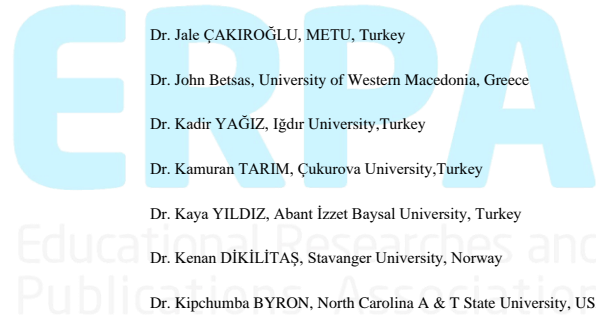 ERPA
Dr. Jale ÇAKIROĞLU, METU, Turkey
Dr. John Betsas, University of Western Macedonia, Greece
Dr. Kadir YAĞIZ, Iğdır University,Turkey
Dr. Kamuran TARIM, Çukurova University,Turkey
Dr. Kaya YILDIZ, Abant İzzet Baysal University, Turkey
Educational Researches and
Dr. Kenan DİKİLİTAŞ, Stavanger University, Norway
Publications Association
Dr. Kipchumba BYRON, North Carolina A & T State University, US